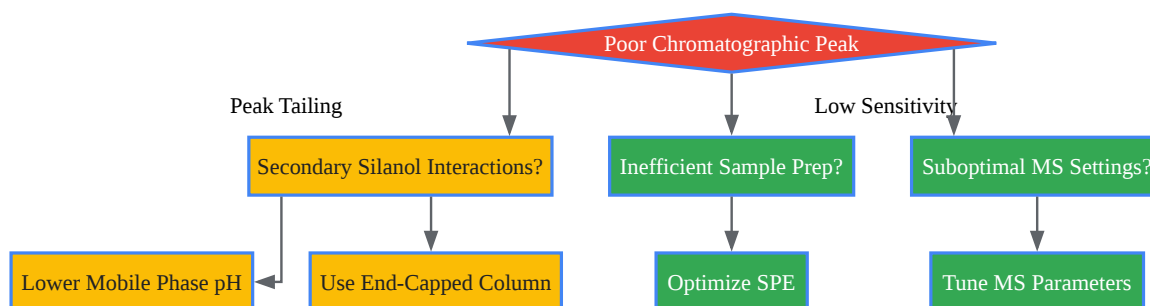 Poor Chromatographic Peak
Peak Tailing
Low Sensitivity
Secondary Silanol Interactions?
Inefficient Sample Prep?
Suboptimal MS Settings?
Lower Mobile Phase pH
Use End-Capped Column
Optimize SPE
Tune MS Parameters